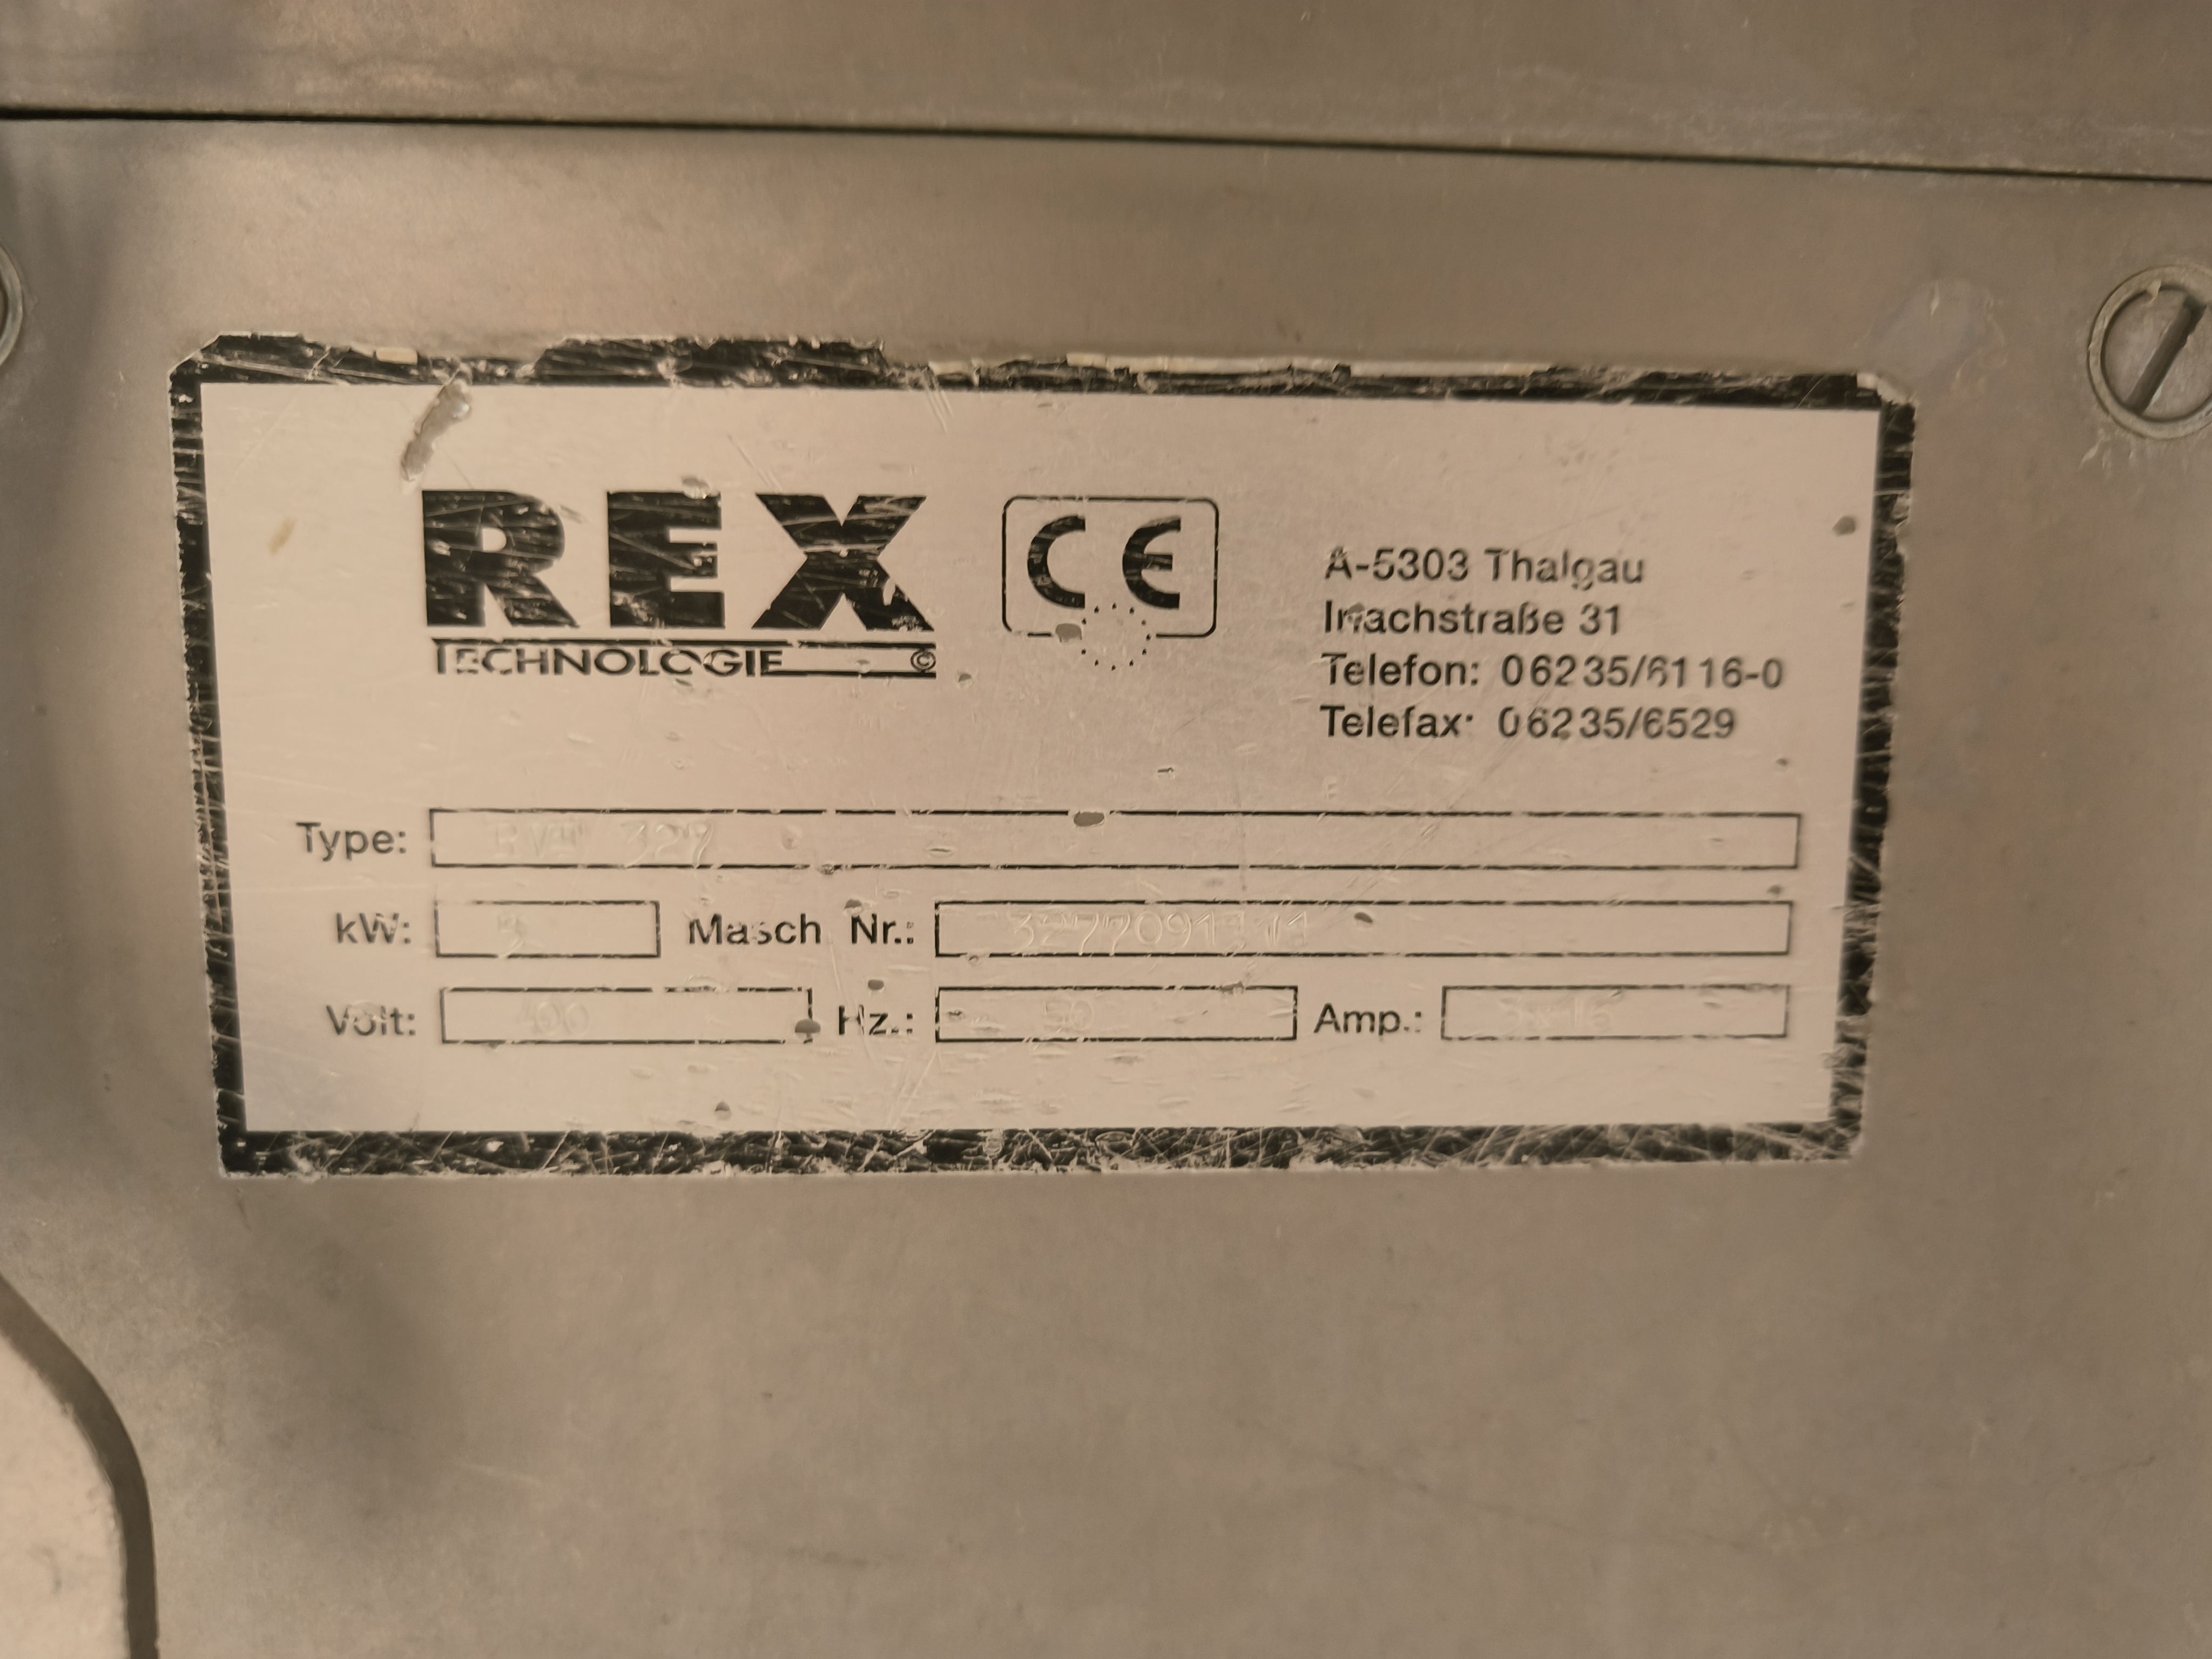 REX CE
TECHNOLOGIE ©
A-5303 Thalgau
Irlachstraße 31
Telefon: 06235/6116-0
Telefax: 06235/6529
Type: 327
kW: Masch Nr.:
Volt: 400 Hz.: 50 Amp.: